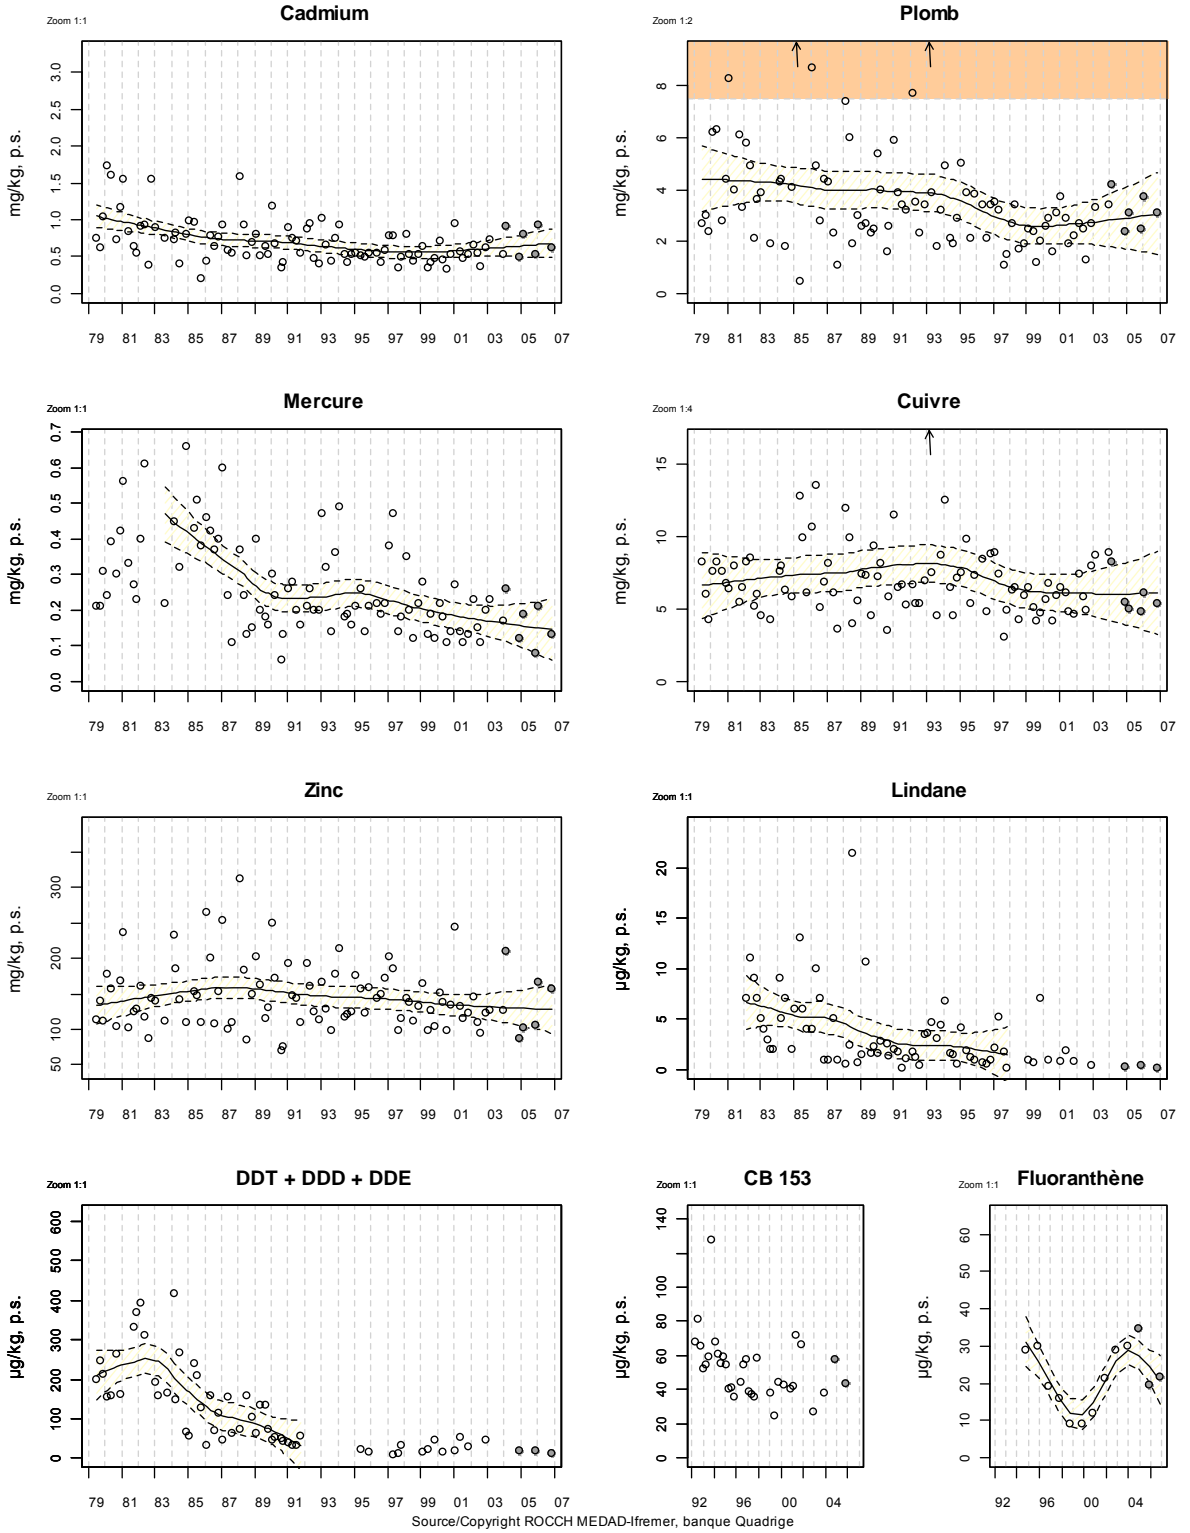 Zoom 1:1
Cadmium
mg/kg, p.s.
0.0 0.5 1.0 1.5 2.0 2.5 3.0
79 81 83 85 87 89 91 93 95 97 99 01 03 05 07
Zoom 1:2
Plomb
mg/kg, p.s.
0 2 4 6 8
79 81 83 85 87 89 91 93 95 97 99 01 03 05 07
Zoom 1:1
Mercure
mg/kg, p.s.
0.0 0.1 0.2 0.3 0.4 0.5 0.6 0.7
79 81 83 85 87 89 91 93 95 97 99 01 03 05 07
Zoom 1:4
Cuivre
mg/kg, p.s.
0 5 10 15
79 81 83 85 87 89 91 93 95 97 99 01 03 05 07
Zoom 1:1
Zinc
mg/kg, p.s.
50 100 200 300
79 81 83 85 87 89 91 93 95 97 99 01 03 05 07
Zoom 1:1
Lindane
µg/kg, p.s.
0 5 10 15 20
79 81 83 85 87 89 91 93 95 97 99 01 03 05 07
Zoom 1:1
DDT + DDD + DDE
µg/kg, p.s.
0 100 200 300 400 500 600
79 81 83 85 87 89 91 93 95 97 99 01 03 05 07
Zoom 1:1
CB 153
µg/kg, p.s.
0 20 40 60 80 100 140
92 96 00 04
Zoom 1:1
Fluoranthène
µg/kg, p.s.
0 10 20 30 40 50 60
92 96 00 04
Source/Copyright ROCCH MEDAD-Ifremer, banque Quadrige